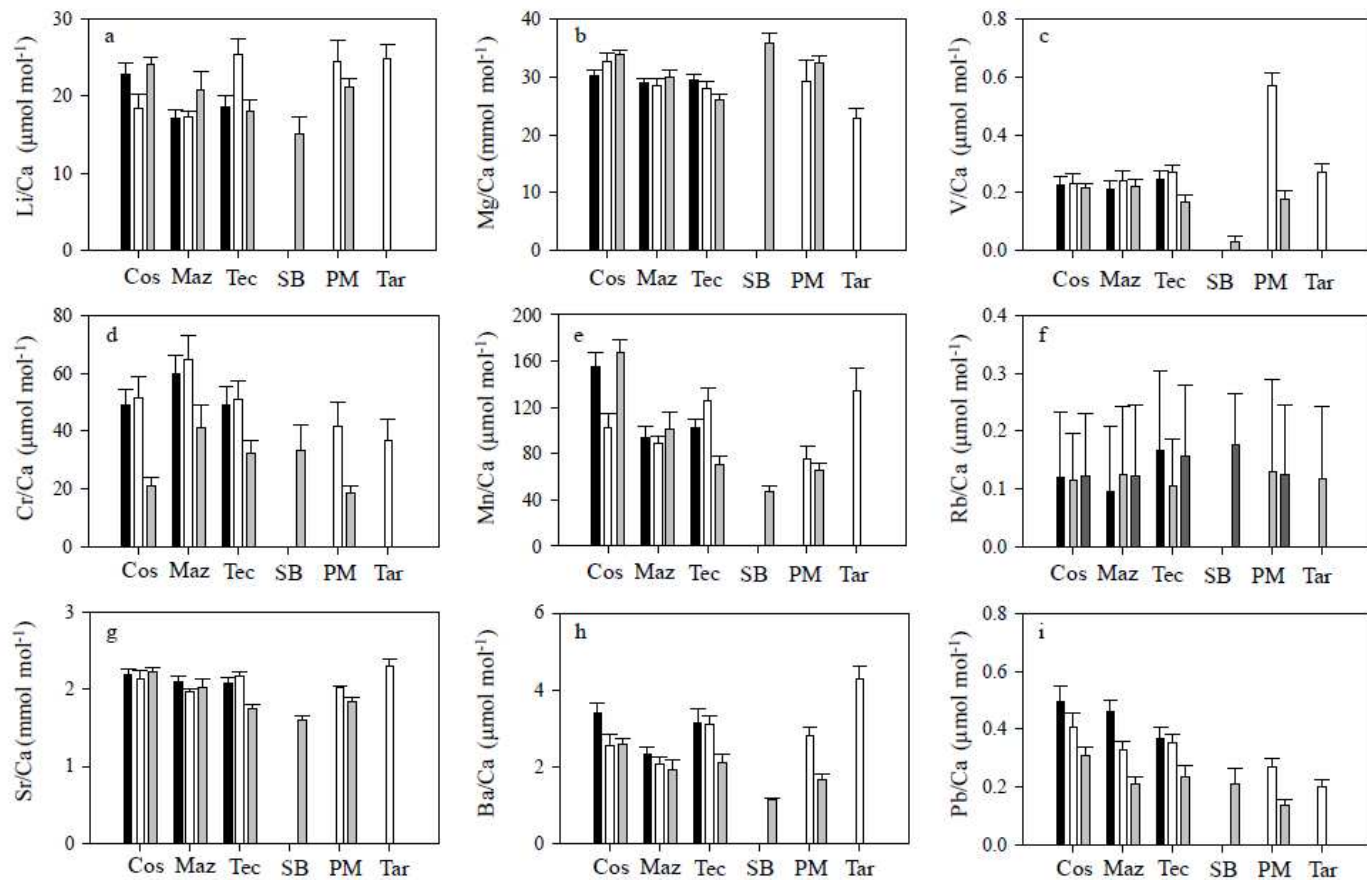 a
Li/Ca (μmol mol⁻¹)
30
20
10
0
Cos Maz Tec SB PM Tar
b
Mg/Ca (mmol mol⁻¹)
40
30
20
10
0
Cos Maz Tec SB PM Tar
c
V/Ca (μmol mol⁻¹)
0.8
0.6
0.4
0.2
0.0
Cos Maz Tec SB PM Tar
d
Cr/Ca (μmol mol⁻¹)
80
60
40
20
0
Cos Maz Tec SB PM Tar
e
Mn/Ca (μmol mol⁻¹)
200
160
120
80
40
0
Cos Maz Tec SB PM Tar
f
Rb/Ca (μmol mol⁻¹)
0.4
0.3
0.2
0.1
0.0
Cos Maz Tec SB PM Tar
g
Sr/Ca (mmol mol⁻¹)
3
2
1
0
Cos Maz Tec SB PM Tar
h
Ba/Ca (μmol mol⁻¹)
6
4
2
0
Cos Maz Tec SB PM Tar
i
Pb/Ca (μmol mol⁻¹)
0.8
0.6
0.4
0.2
0.0
Cos Maz Tec SB PM Tar